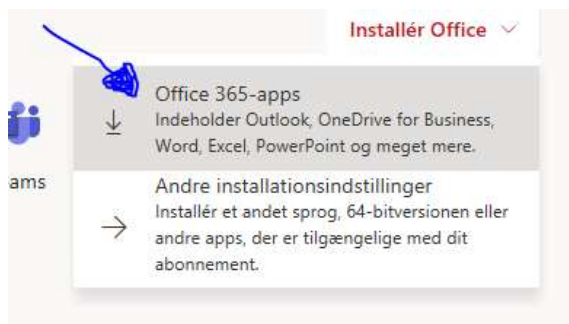 Installér Office
Office 365-apps
Indeholder Outlook, OneDrive for Business,
Word, Excel, PowerPoint og meget mere.
ams
Andre installationsindstillinger
Installér et andet sprog, 64-bitversionen eller
andre apps, der er tilgængelige med dit
abonnement.